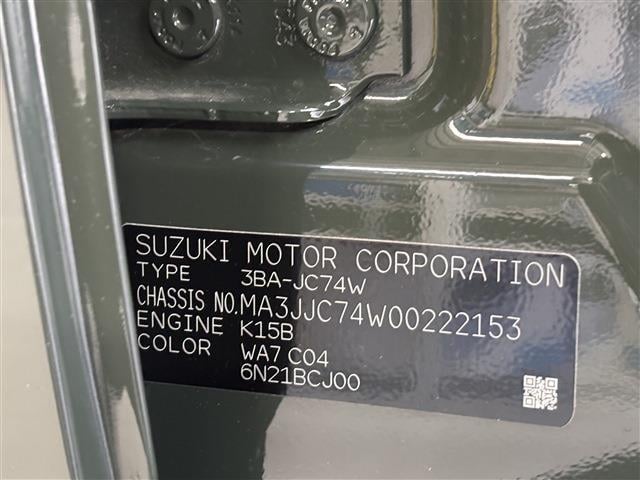 SUZUKI MOTOR CORPORATION
TYPE 3BA-JC74W
CHASSIS NO. MA3JJC74W00222153
ENGINE K15B
COLOR WA7 C04
6N21BCJ00